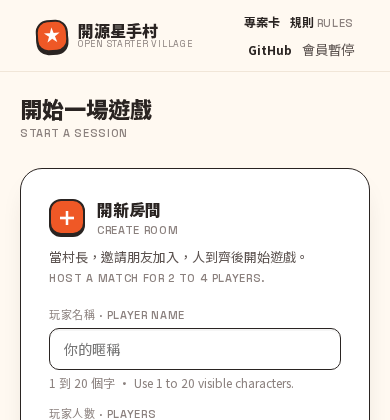 開源星手村
OPEN STARTER VILLAGE
專案卡 規則 RULES
GitHub 會員暫停
開始一場遊戲
START A SESSION
開新房間
CREATE ROOM
當村長，邀請朋友加入，人到齊後開始遊戲。
HOST A MATCH FOR 2 TO 4 PLAYERS.
玩家名稱 · PLAYER NAME
你的暱稱
1 到 20 個字 • Use 1 to 20 visible characters.
玩家人數 · PLAYERS